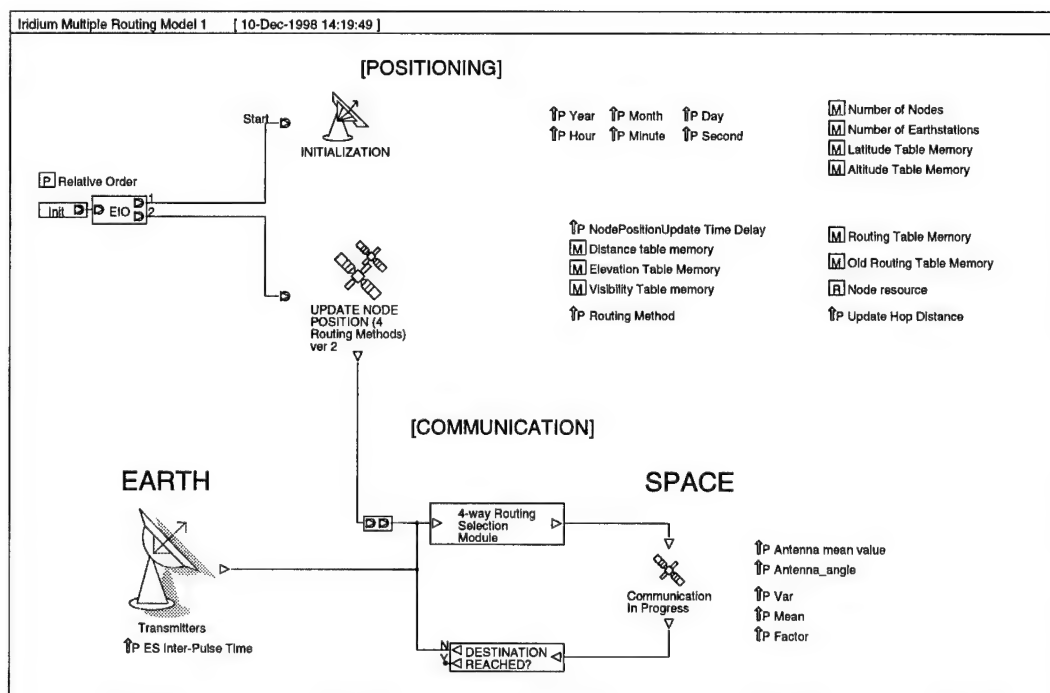 Iridium Multiple Routing Model 1 [ 10-Dec-1998 14:19:49 ]
[POSITIONING]
Start
INITIALIZATION
⇑P Year ⇑P Month ⇑P Day
⇑P Hour ⇑P Minute ⇑P Second
M Number of Nodes
M Number of Earthstations
M Latitude Table Memory
M Altitude Table Memory
P Relative Order
Init EIO 1
2
UPDATE NODE
POSITION (4
Routing Methods)
ver 2
⇑P NodePositionUpdate Time Delay
M Distance table memory
M Elevation Table Memory
M Visibility Table memory
⇑P Routing Method
M Routing Table Memory
M Old Routing Table Memory
R Node resource
⇑P Update Hop Distance
[COMMUNICATION]
EARTH
SPACE
4-way Routing
Selection
Module
Transmitters
⇑P ES Inter-Pulse Time
Communication
In Progress
⇑P Antenna mean value
⇑P Antenna_angle
⇑P Var
⇑P Mean
⇑P Factor
N DESTINATION
Y REACHED?